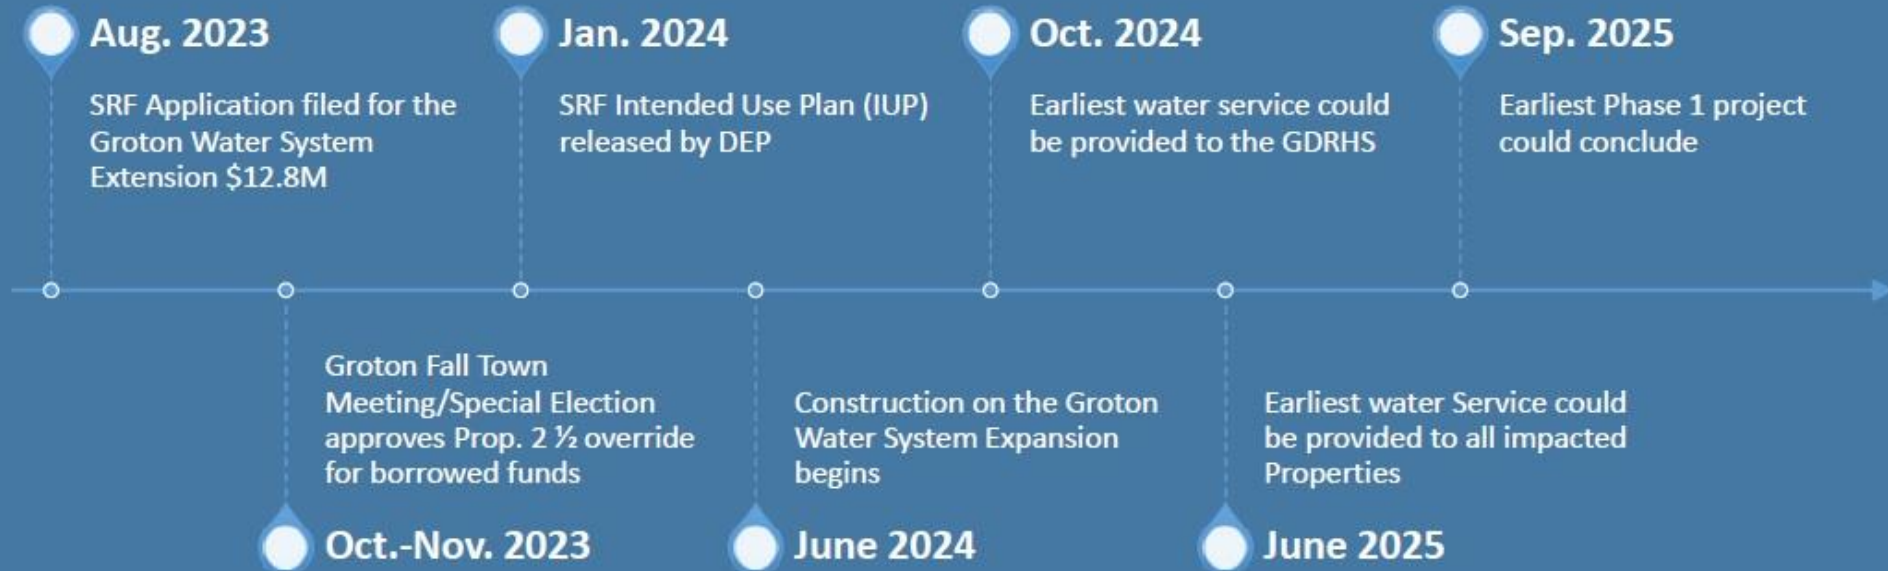 Aug. 2023
SRF Application filed for the
Groton Water System
Extension $12.8M
Jan. 2024
SRF Intended Use Plan (IUP)
released by DEP
Oct. 2024
Earliest water service could
be provided to the GDRHS
Sep. 2025
Earliest Phase 1 project
could conclude
Groton Fall Town
Meeting/Special Election
approves Prop. 2 ½ override
for borrowed funds
Oct.-Nov. 2023
Construction on the Groton
Water System Expansion
begins
June 2024
Earliest water Service could
be provided to all impacted
Properties
June 2025